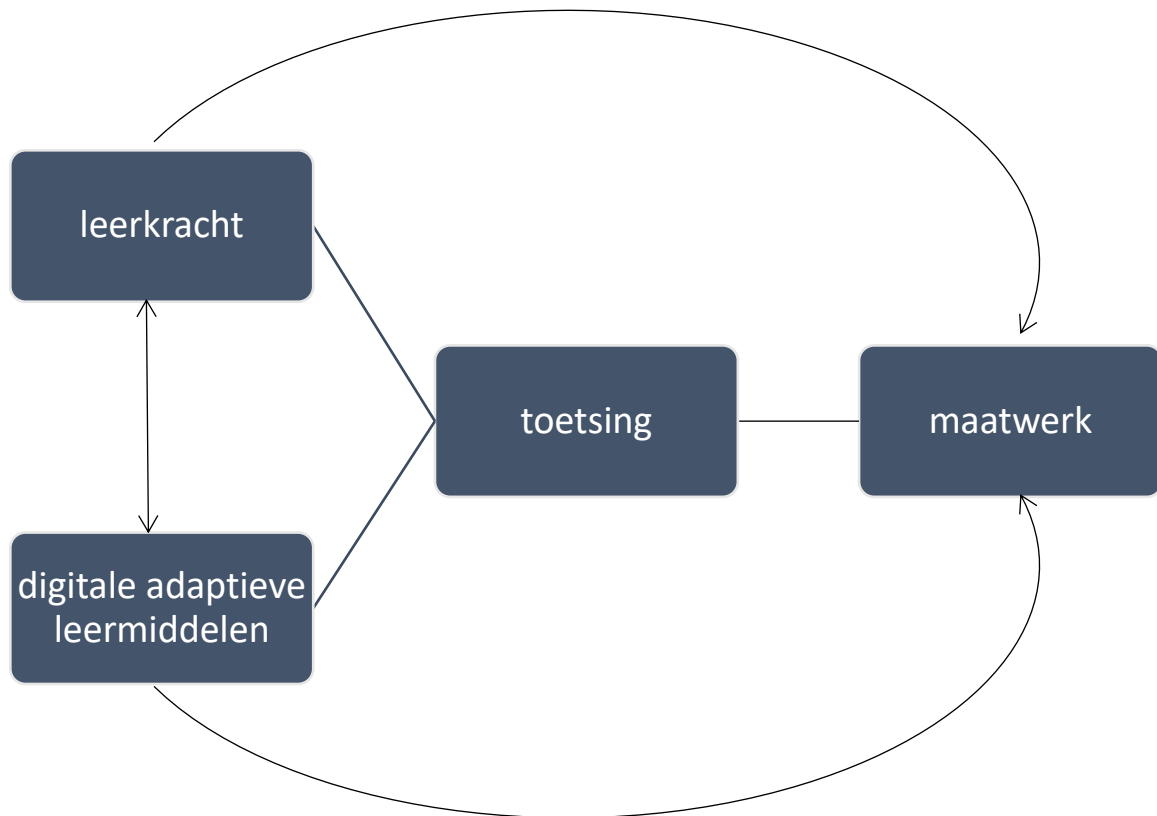 leerkracht
toetsing
maatwerk
digitale adaptieve
leermiddelen